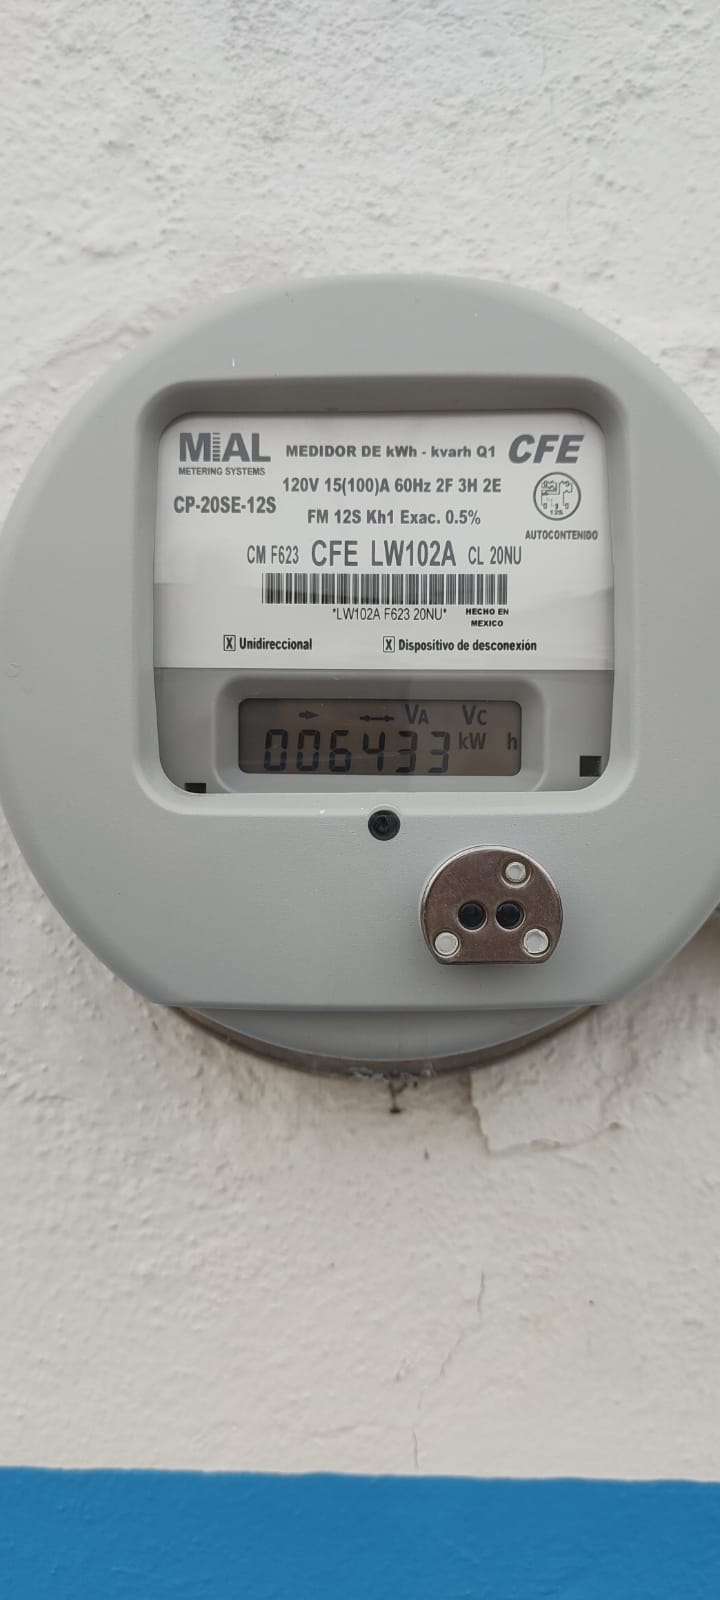 MIAL
METERING SYSTEMS
MEDIDOR DE kWh - kvarh Q1
CFE
CP-20SE-12S
120V 15(100)A 60Hz 2F 3H 2E
FM 12S Kh1 Exac. 0.5%
12S
AUTOCONTENIDO
CM F623 CFE LW102A CL 20NU
*LW102A F623 20NU*
HECHO EN
MEXICO
X Unidireccional
X Dispositivo de desconexión
VA VC
006433 kW h